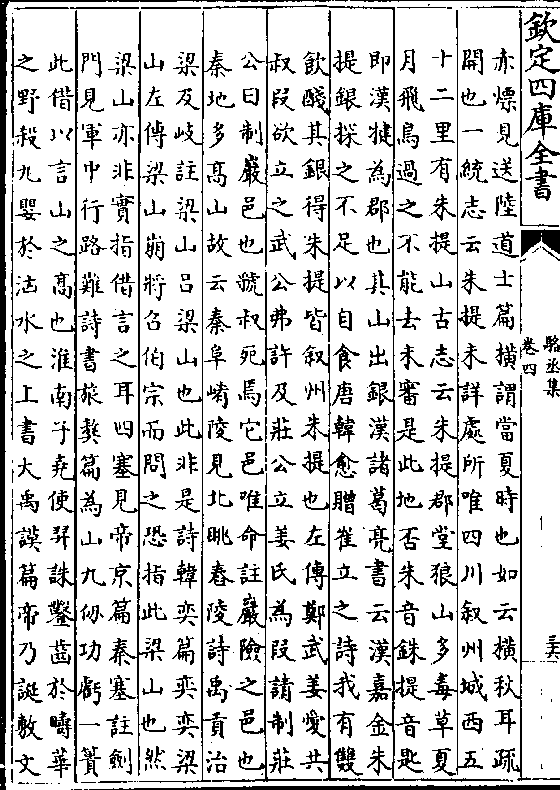 欽定四庫全書
駱丞集
卷四
三六
亦熛見送陸道士篇橫謂當夏時也如云橫秋耳疏
開也一統志云朱提未詳處所唯四川叙州城西五
十二里有朱提山古志云朱提郡堂狼山多毒草夏
月飛鳥過之不能去未審是此地否朱音銖提音匙
即漢犍為郡也其山出銀漢諸葛亮書云漢嘉金朱
提銀採之不足以自食唐韓愈贈崔立之詩我有雙
飲醆其銀得朱提皆叙州朱提也左傳鄭武姜愛共
叔段欲立之武公弗許及莊公立姜氏為段請制莊
公曰制巖邑也虢叔死焉它邑唯命註巖險之邑也
秦地多髙山故云秦阜崤陵見北眺舂陵詩禹貢治
梁及岐註梁山吕梁山也此非是詩韓奕篇奕奕梁
山左傳梁山崩將召伯宗而問之恐指此梁山也然
梁山亦非實指借言之耳四塞見帝京篇秦塞註劍
門見軍中行路難詩書旅獒篇為山九仞功虧一簣
此借以言山之髙也淮南子堯使羿誅鑿齒於疇華
之野殺九嬰於㓙水之上書大禹謨篇帝乃誕敷文